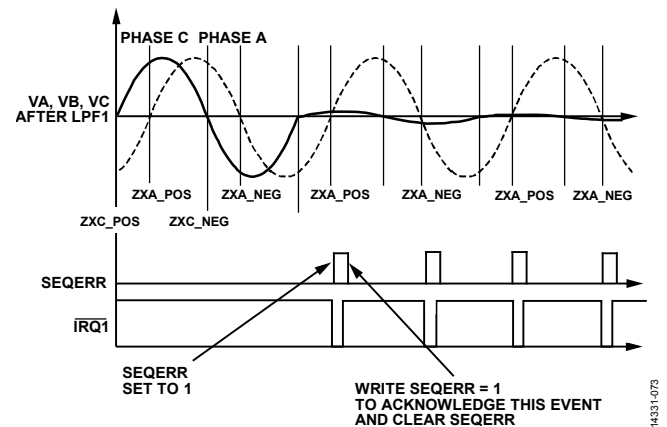 PHASE C PHASE A
VA, VB, VC
AFTER LPF1
ZXA_POS ZXA_NEG ZXA_POS ZXA_NEG ZXA_POS ZXA_NEG
ZXC_POS ZXC_NEG
SEQERR
IRQ1
SEQERR
SET TO 1
WRITE SEQERR = 1
TO ACKNOWLEDGE THIS EVENT
AND CLEAR SEQERR
14331-073